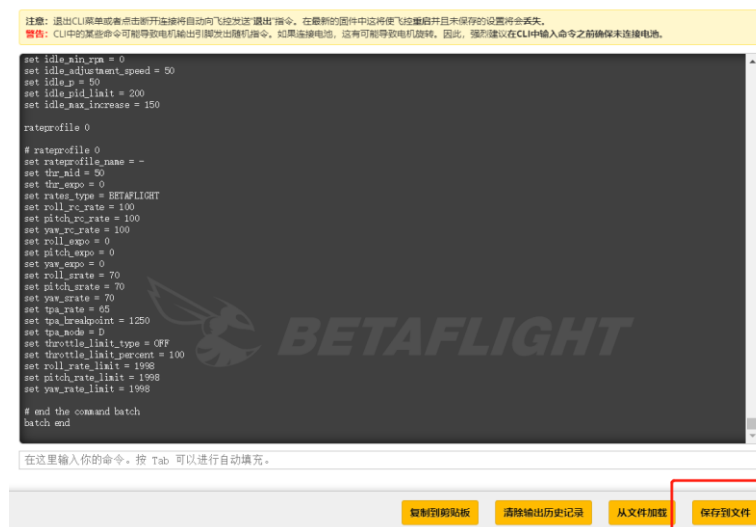 注意：退出CLI菜单或者点击断开连接将自动向飞控发送"退出"指令。在最新的固件中这将使飞控重启并且未保存的设置将会丢失。
警告：CLI中的某些命令可能导致电机输出引脚发出随机指令。如果连接电池，这有可能导致电机旋转。因此，强烈建议在CLI中输入命令之前确保未连接电池。
set idle_min_rpm = 0
set idle_adjustment_speed = 50
set idle_p = 50
set idle_pid_limit = 200
set idle_max_increase = 150
rateprofile 0
# rateprofile 0
set rateprofile_name = -
set thr_mid = 50
set thr_expo = 0
set rates_type = BETAFLIGHT
set roll_rc_rate = 100
set pitch_rc_rate = 100
set yaw_rc_rate = 100
set roll_expo = 0
set pitch_expo = 0
set yaw_expo = 0
set roll_srate = 70
set pitch_srate = 70
set yaw_srate = 70
set tpa_rate = 65
set tpa_breakpoint = 1250
set tpa_mode = D
set throttle_limit_type = OFF
set throttle_limit_percent = 100
set roll_rate_limit = 1998
set pitch_rate_limit = 1998
set yaw_rate_limit = 1998
# end the command batch
batch end
BETAFLIGHT
在这里输入你的命令。按 Tab 可以进行自动填充。
复制到剪贴板 清除输出历史记录 从文件加载 保存到文件